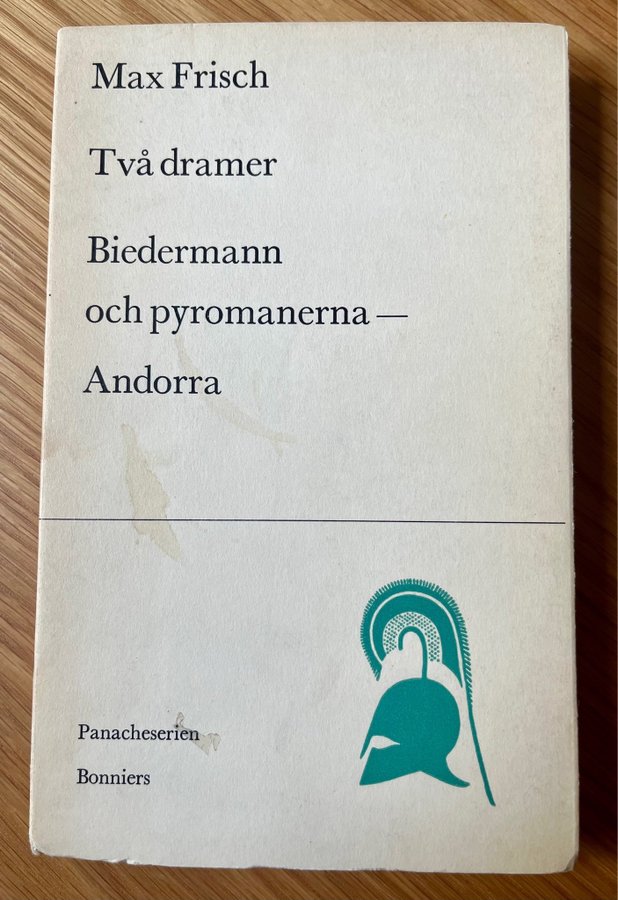 Max Frisch
Två dramer
Biedermann
och pyromanerna —
Andorra
Panacheserien
Bonniers